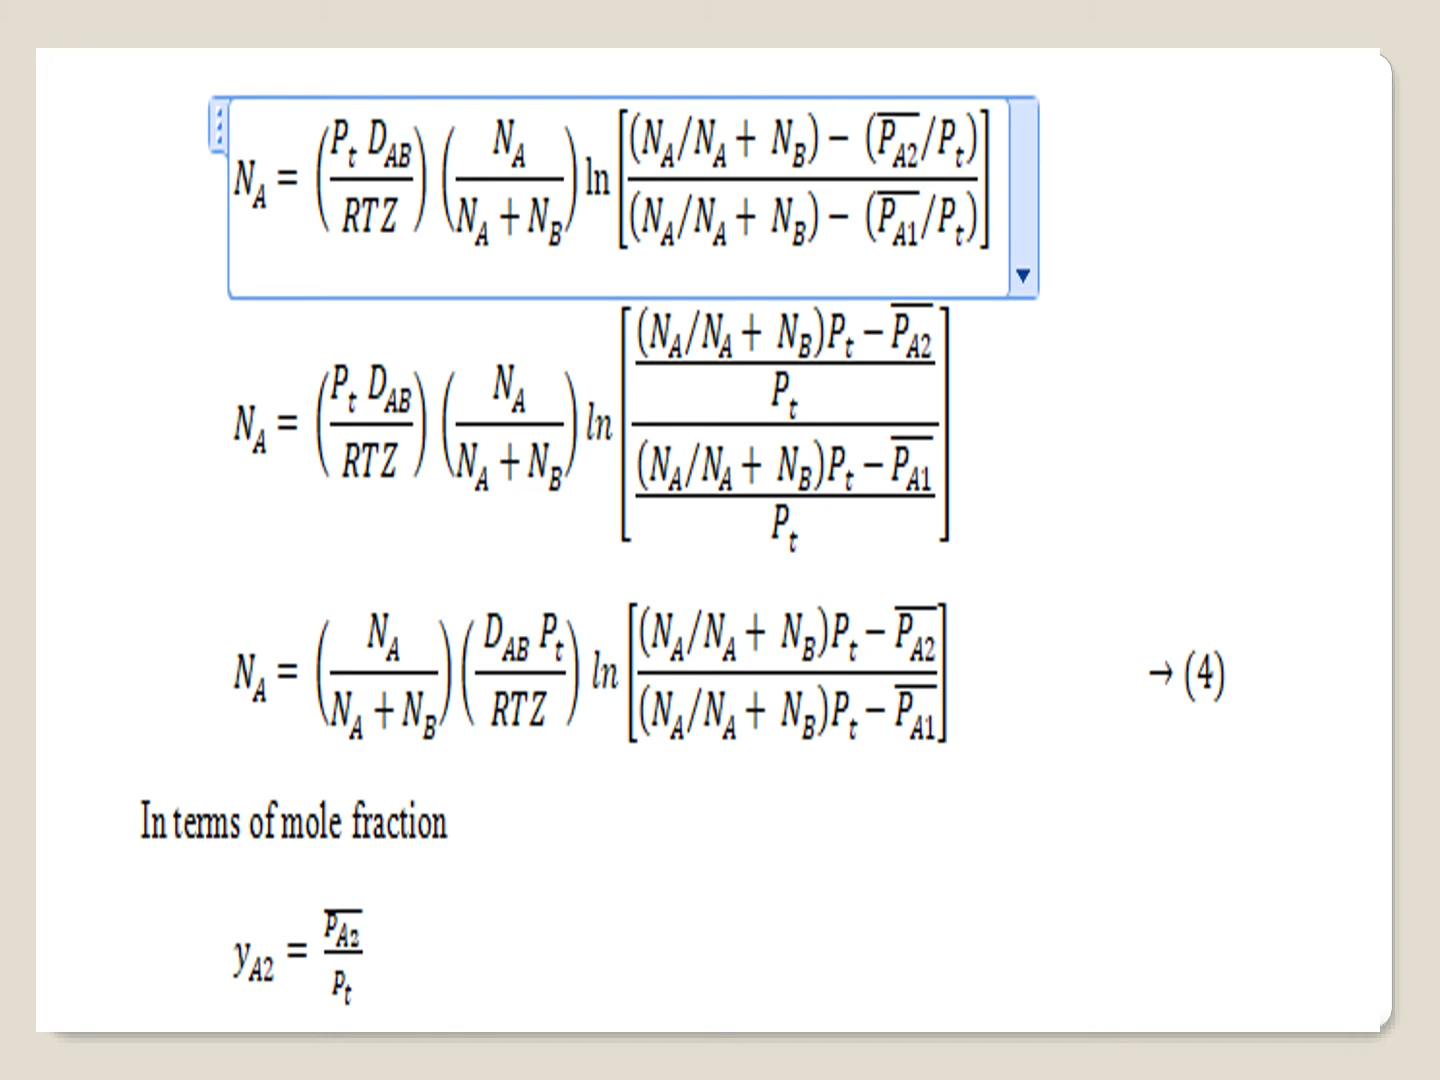 N_A = (P_t D_AB / RTZ) (N_A / N_A + N_B) ln [(N_A/N_A + N_B) − (P̅_A2/P_t) / (N_A/N_A + N_B) − (P̅_A1/P_t)]
N_A = (P_t D_AB / RTZ) (N_A / N_A + N_B) ln [(N_A/N_A + N_B)P_t − P̅_A2 / P_t / (N_A/N_A + N_B)P_t − P̅_A1 / P_t]
N_A = (N_A / N_A + N_B) (D_AB P_t / RTZ) ln [(N_A/N_A + N_B)P_t − P̅_A2 / (N_A/N_A + N_B)P_t − P̅_A1] → (4)
In terms of mole fraction
y_A2 = P̅_A2 / P_t